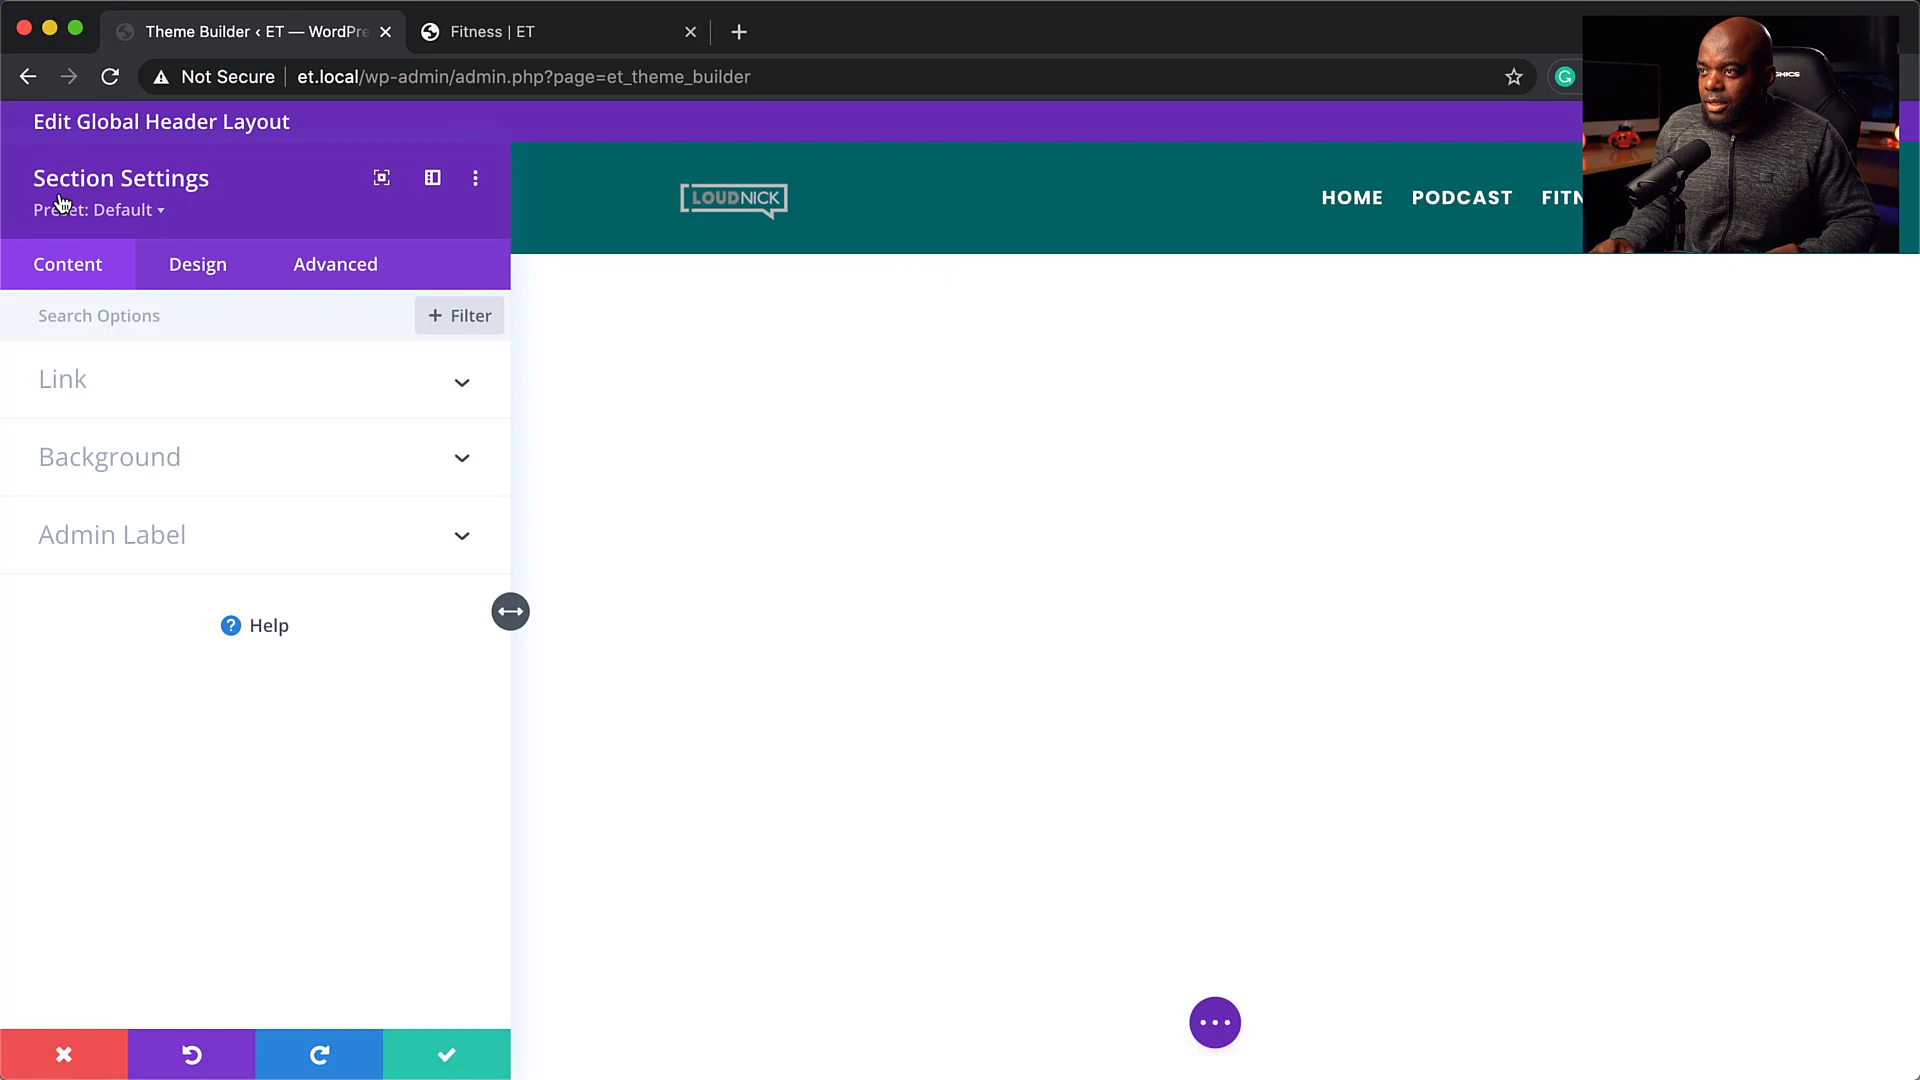 Theme Builder ‹ ET — WordPre
Fitness | ET
Not Secure
et.local/wp-admin/admin.php?page=et_theme_builder
Edit Global Header Layout
Section Settings
Preset: Default
Content
Design
Advanced
Search Options
+ Filter
Link
Background
Admin Label
? Help
LOUDNICK
HOME
PODCAST
FITN